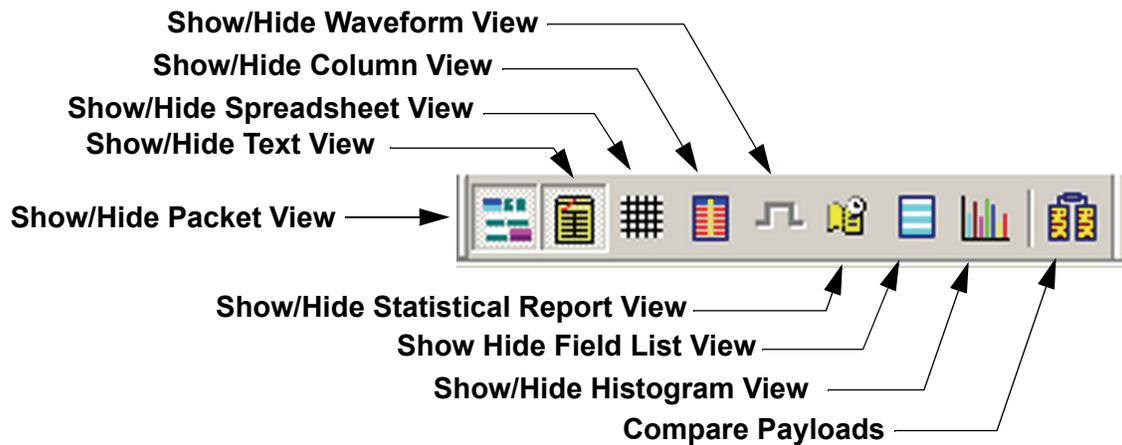 Show/Hide Waveform View
Show/Hide Column View
Show/Hide Spreadsheet View
Show/Hide Text View
Show/Hide Packet View
Show/Hide Statistical Report View
Show Hide Field List View
Show/Hide Histogram View
Compare Payloads